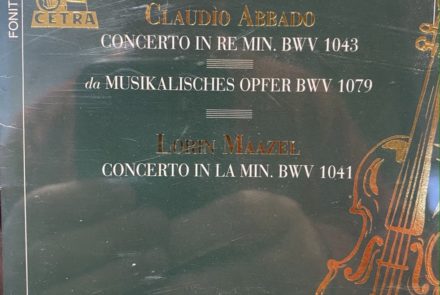 FONIT
CETRA
CLAUDIO ABBADO
CONCERTO IN RE MIN. BWV 1043
da MUSIKALISCHES OPFER BWV 1079
LORIN MAAZEL
CONCERTO IN LA MIN. BWV 1041